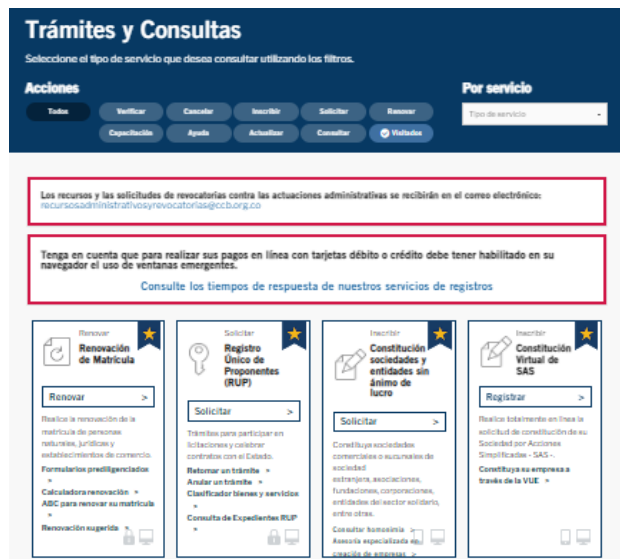 Trámites y Consultas
Seleccione el tipo de servicio que desea consultar utilizando los filtros.
Acciones
Por servicio
Todos
Verificar
Cancelar
Inscribir
Solicitar
Renovar
Tipo de servicio
Capacitación
Ayuda
Actualizar
Consultar
Visitados
Los recursos y las solicitudes de revocatorias contra las actuaciones administrativas se recibirán en el correo electrónico:
recursosadministrativosyrevocatorias@ccb.org.co
Tenga en cuenta que para realizar sus pagos en línea con tarjetas débito o crédito debe tener habilitado en su
navegador el uso de ventanas emergentes.
Consulte los tiempos de respuesta de nuestros servicios de registros
Renovar
Renovación
de Matrícula
Renovar >
Realice la renovación de la
matrícula de personas
naturales, jurídicas y
establecimientos de comercio.
Formularios prediligenciados
»
Calculadora renovación »
ABC para renovar su matrícula
»
Renovación sugerida »
Solicitar
Registro
Único de
Proponentes
(RUP)
Solicitar >
Trámites para participar en
licitaciones y celebrar
contratos con el Estado.
Retomar un trámite »
Anular un trámite »
Clasificador bienes y servicios
»
Consulta de Expedientes RUP
»
Inscribir
Constitución
sociedades y
entidades sin
ánimo de
lucro
Solicitar >
Constituya sociedades
comerciales o sucursales de
sociedad
extranjera, asociaciones,
fundaciones, corporaciones,
entidades del sector solidario,
entre otras.
Consultar homonimia >
Asesoría especializada en
creación de empresas >
Inscribir
Constitución
Virtual de
SAS
Registrar >
Realice totalmente en línea la
solicitud de constitución de su
Sociedad por Acciones
Simplificadas - SAS -.
Constituya su empresa a
través de la VUE »